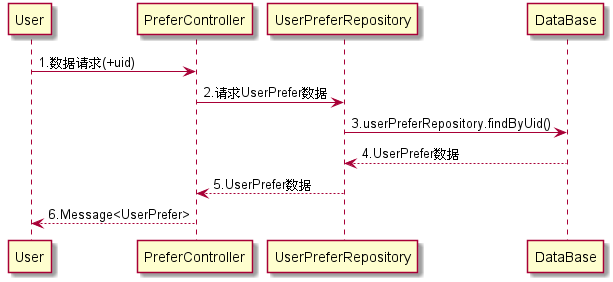 User PreferController UserPreferRepository DataBase
1.数据请求(+uid)
2.请求UserPrefer数据
3.userPreferRepository.findByUid()
4.UserPrefer数据
5.UserPrefer数据
6.Message<UserPrefer>
User PreferController UserPreferRepository DataBase